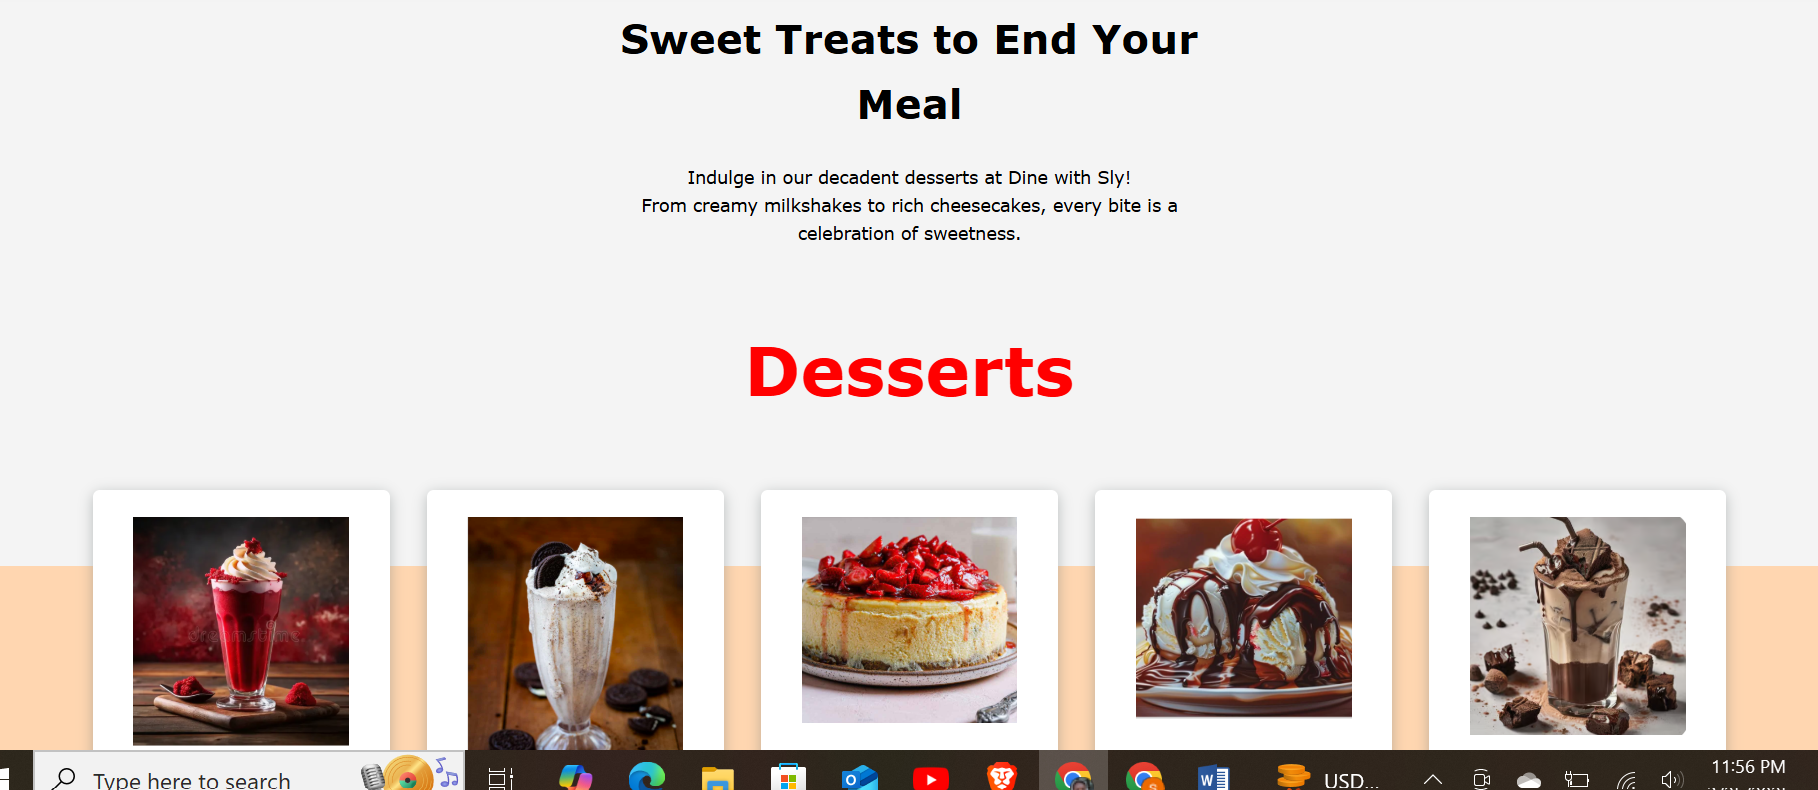 Sweet Treats to End Your
Meal
Indulge in our decadent desserts at Dine with Sly!
From creamy milkshakes to rich cheesecakes, every bite is a
celebration of sweetness.
Desserts
dreamstime
Type here to search
USD...
11:56 PM